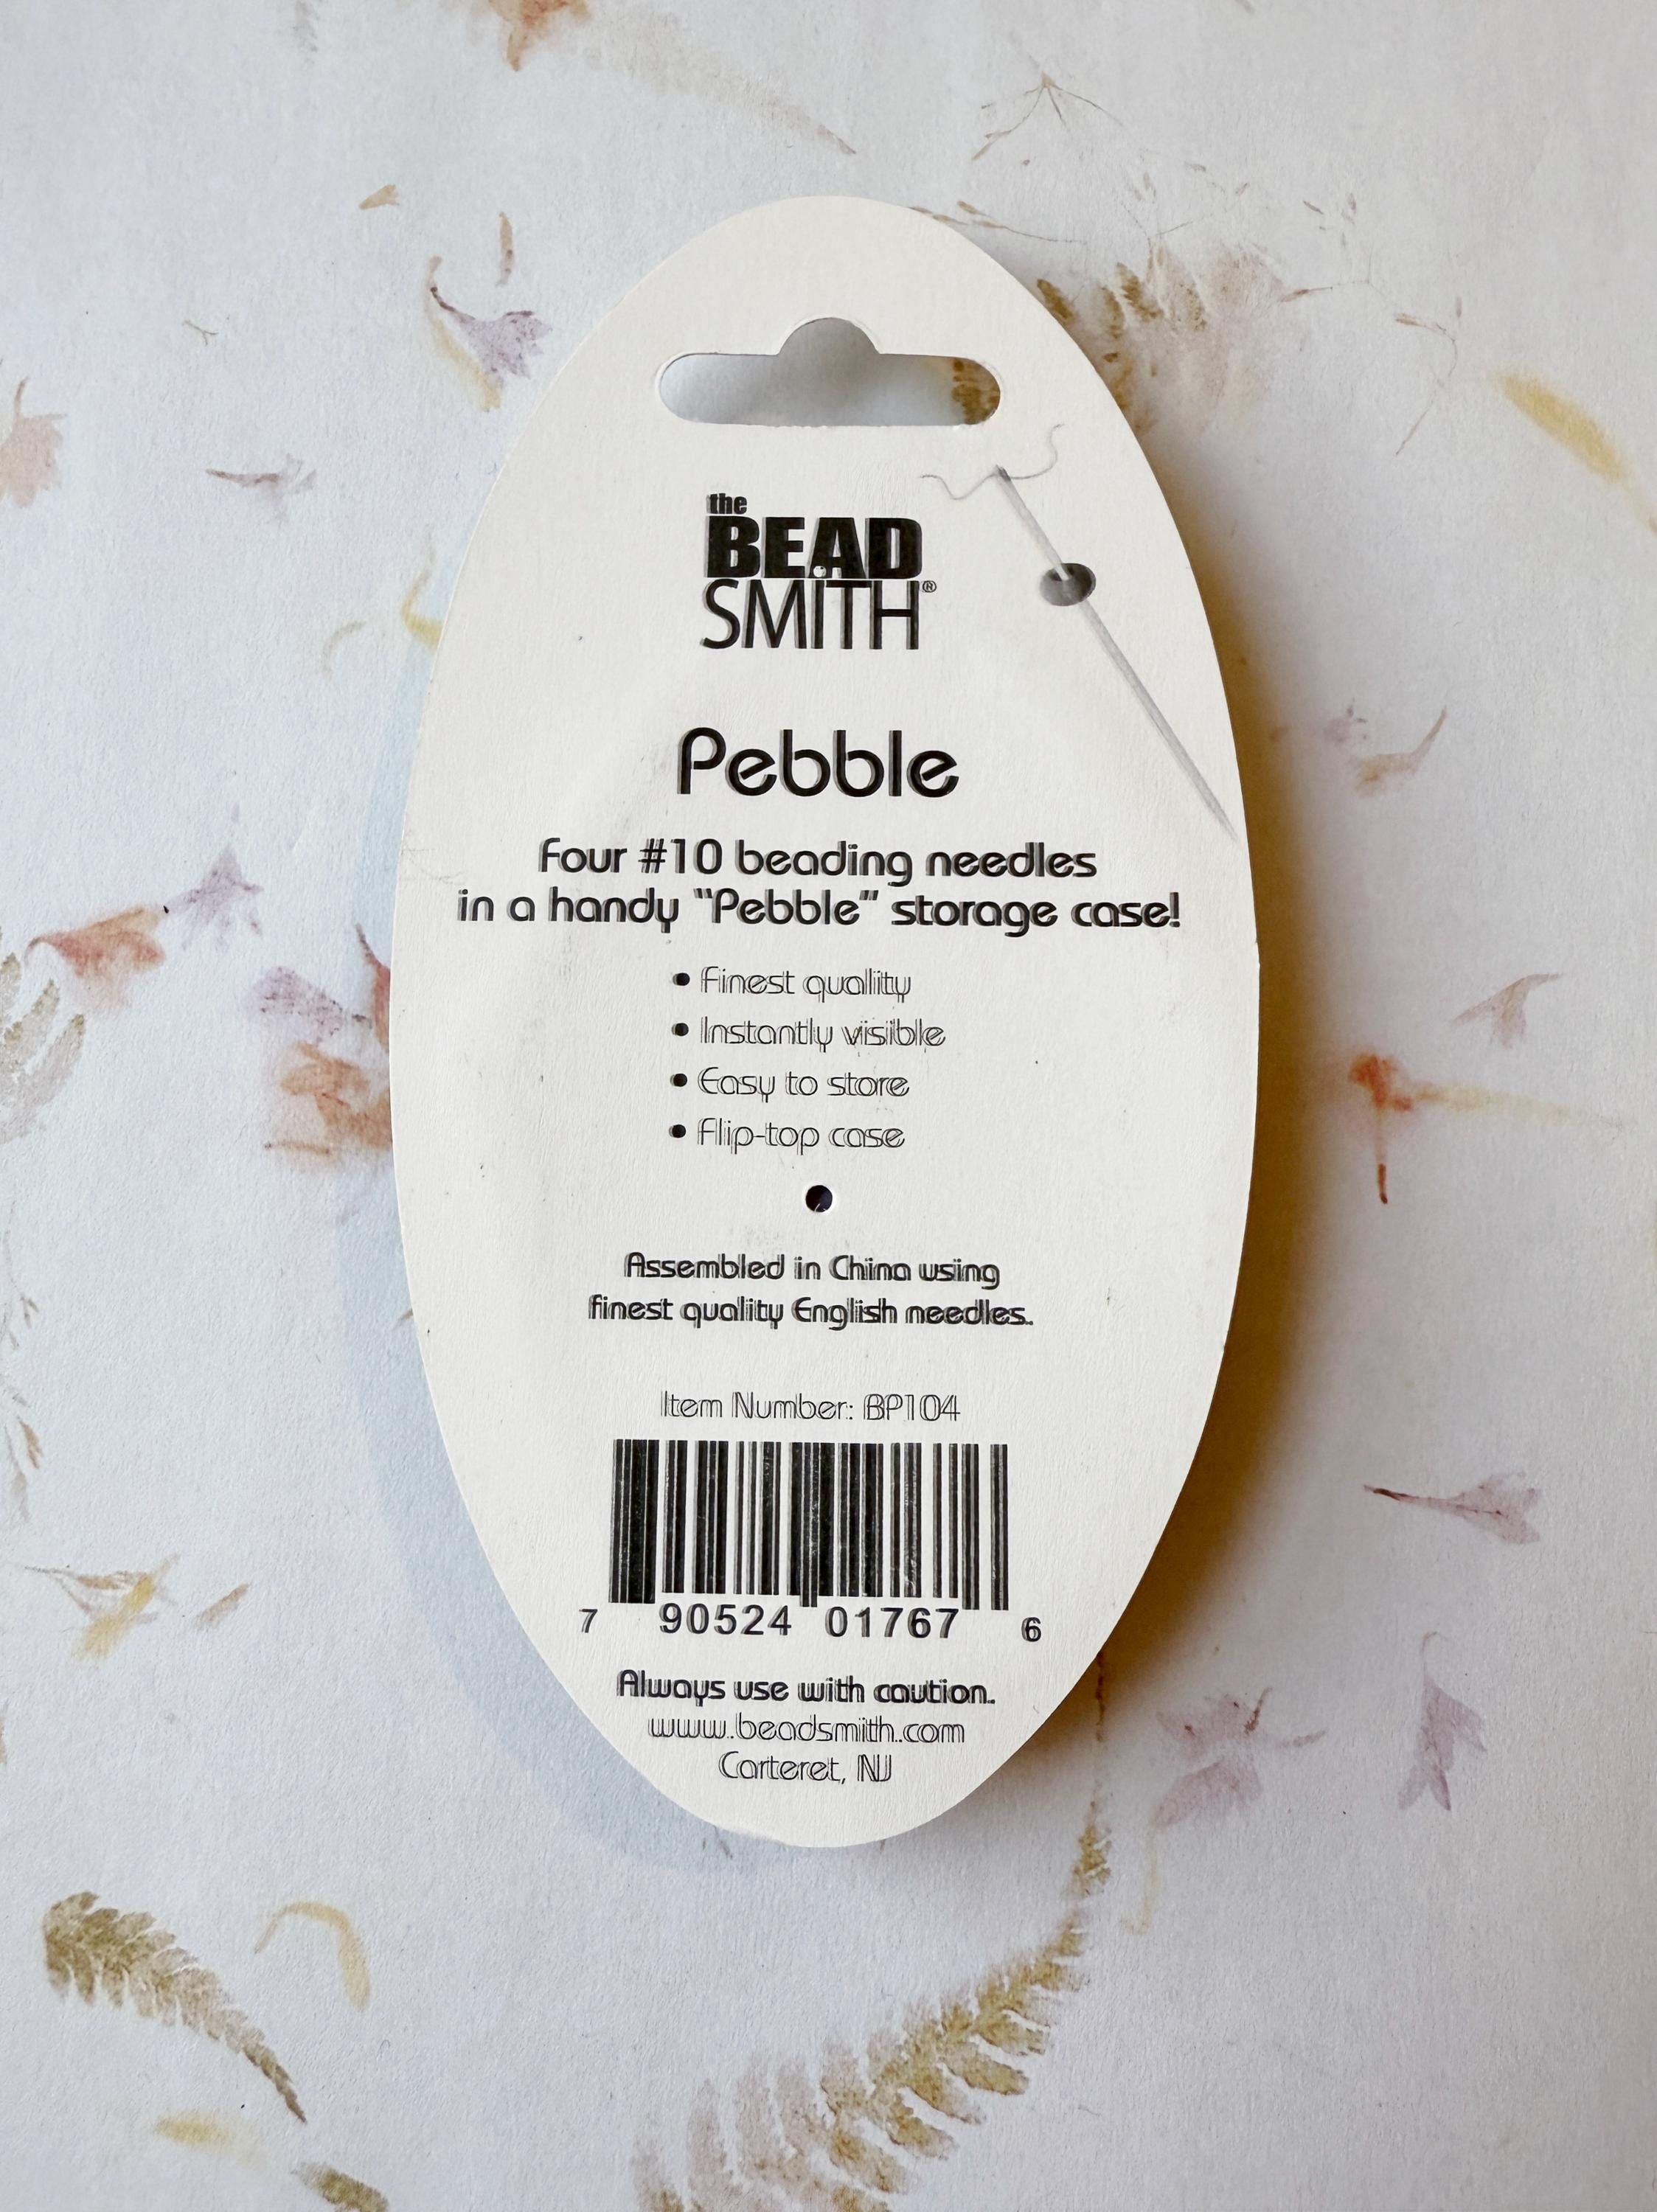 the
BEAD
SMITH®
Pebble
Four #10 beading needles
in a handy "Pebble" storage case!
• Finest quality
• Instantly visible
• Easy to store
• Flip-top case
Assembled in China using
finest quality English needles.
Item Number: BP104
7 90524 01767 6
Always use with caution.
www.beadsmith.com
Carteret, NJ